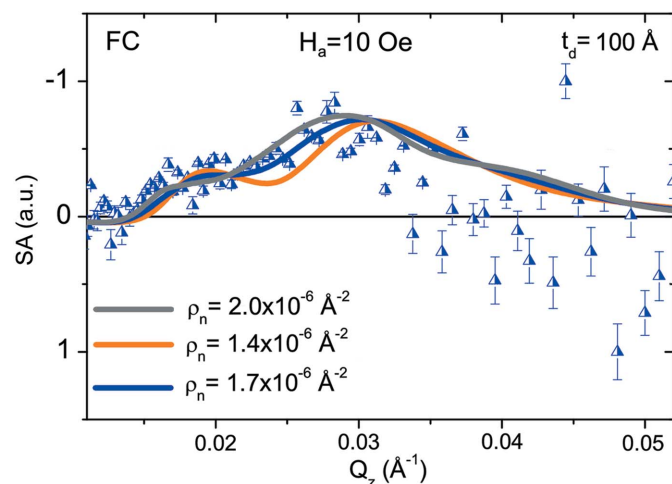 FC H_a=10 Oe t_d= 100 Å
-1
0
1
SA (a.u.)
ρ_n= 2.0x10^-6 Å^-2
ρ_n= 1.4x10^-6 Å^-2
ρ_n= 1.7x10^-6 Å^-2
0.02 0.03 0.04 0.05
Q_z (Å^-1)